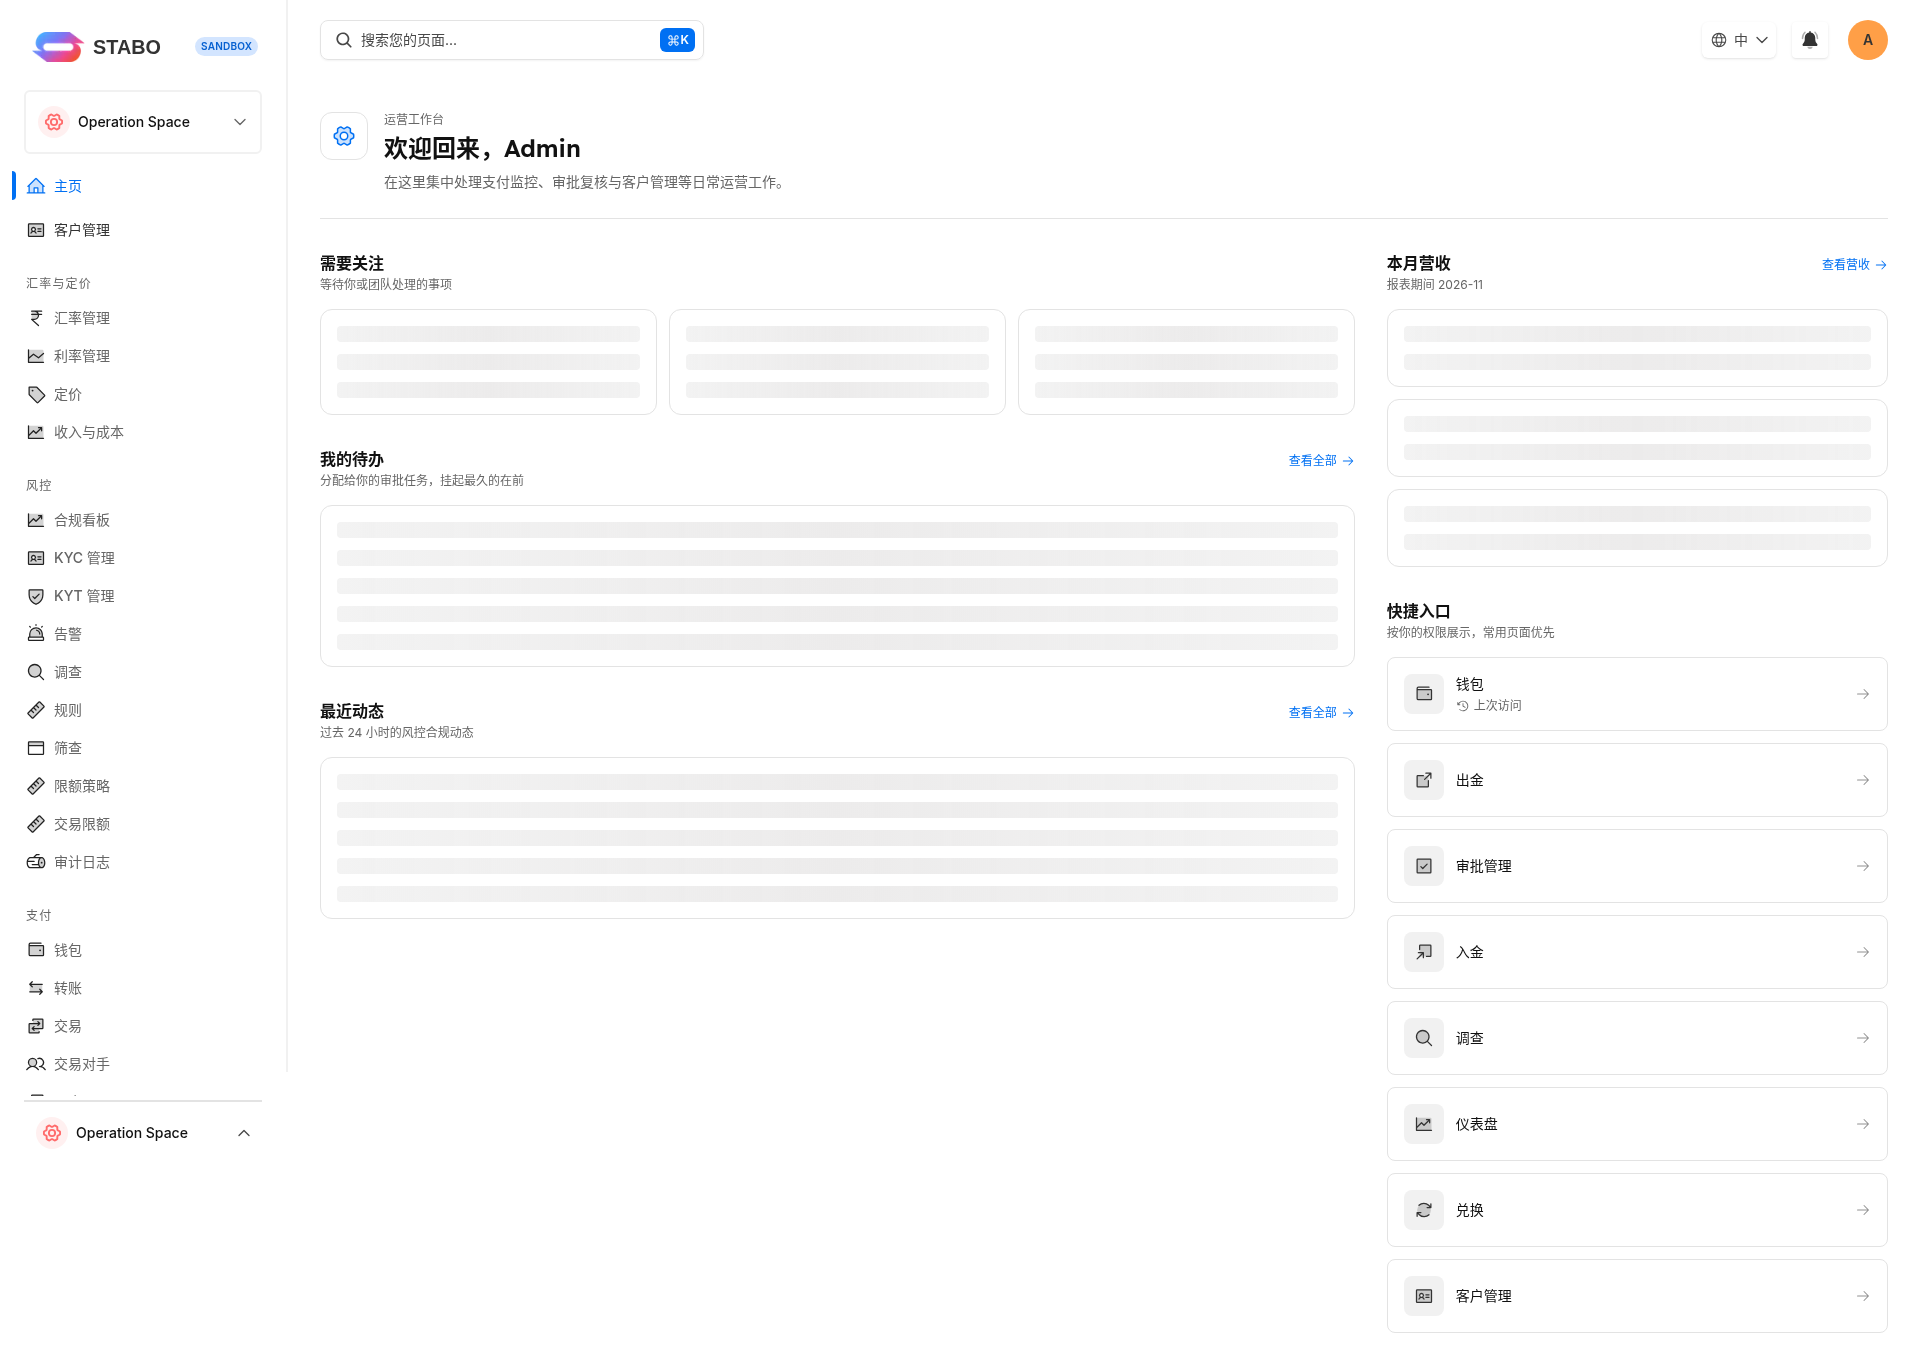 STABO
SANDBOX
Operation Space
主页
客户管理
汇率与定价
汇率管理
利率管理
定价
收入与成本
风控
合规看板
KYC 管理
KYT 管理
告警
调查
规则
筛查
限额策略
交易限额
审计日志
支付
钱包
转账
交易
交易对手
Operation Space
搜索您的页面...
⌘K
中
A
运营工作台
欢迎回来，Admin
在这里集中处理支付监控、审批复核与客户管理等日常运营工作。
需要关注
等待你或团队处理的事项
我的待办
查看全部
分配给你的审批任务，挂起最久的在前
最近动态
查看全部
过去 24 小时的风控合规动态
本月营收
查看营收
报表期间 2026-11
快捷入口
按你的权限展示，常用页面优先
钱包
上次访问
出金
审批管理
入金
调查
仪表盘
兑换
客户管理